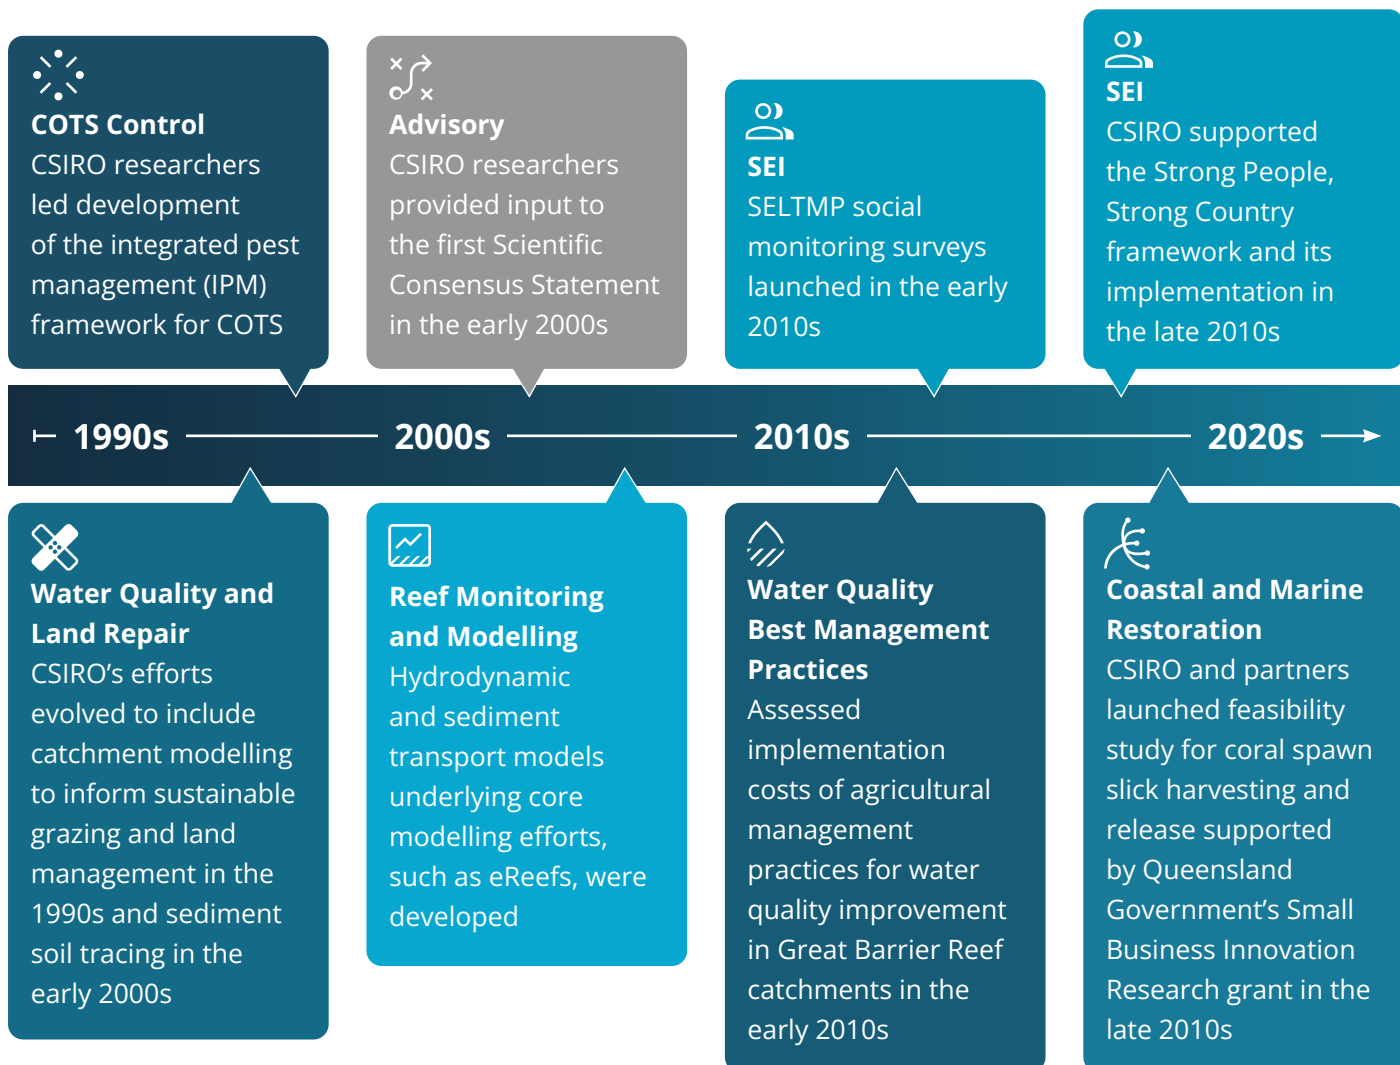 COTS Control
CSIRO researchers
led development
of the integrated pest
management (IPM)
framework for COTS
Advisory
CSIRO researchers
provided input to
the first Scientific
Consensus Statement
in the early 2000s
SEI
SELTMP social
monitoring surveys
launched in the early
2010s
SEI
CSIRO supported
the Strong People,
Strong Country
framework and its
implementation in
the late 2010s
1990s
2000s
2010s
2020s
Water Quality and
Land Repair
CSIRO’s efforts
evolved to include
catchment modelling
to inform sustainable
grazing and land
management in the
1990s and sediment
soil tracing in the
early 2000s
Reef Monitoring
and Modelling
Hydrodynamic
and sediment
transport models
underlying core
modelling efforts,
such as eReefs, were
developed
Water Quality
Best Management
Practices
Assessed
implementation
costs of agricultural
management
practices for water
quality improvement
in Great Barrier Reef
catchments in the
early 2010s
Coastal and Marine
Restoration
CSIRO and partners
launched feasibility
study for coral spawn
slick harvesting and
release supported
by Queensland
Government’s Small
Business Innovation
Research grant in the
late 2010s